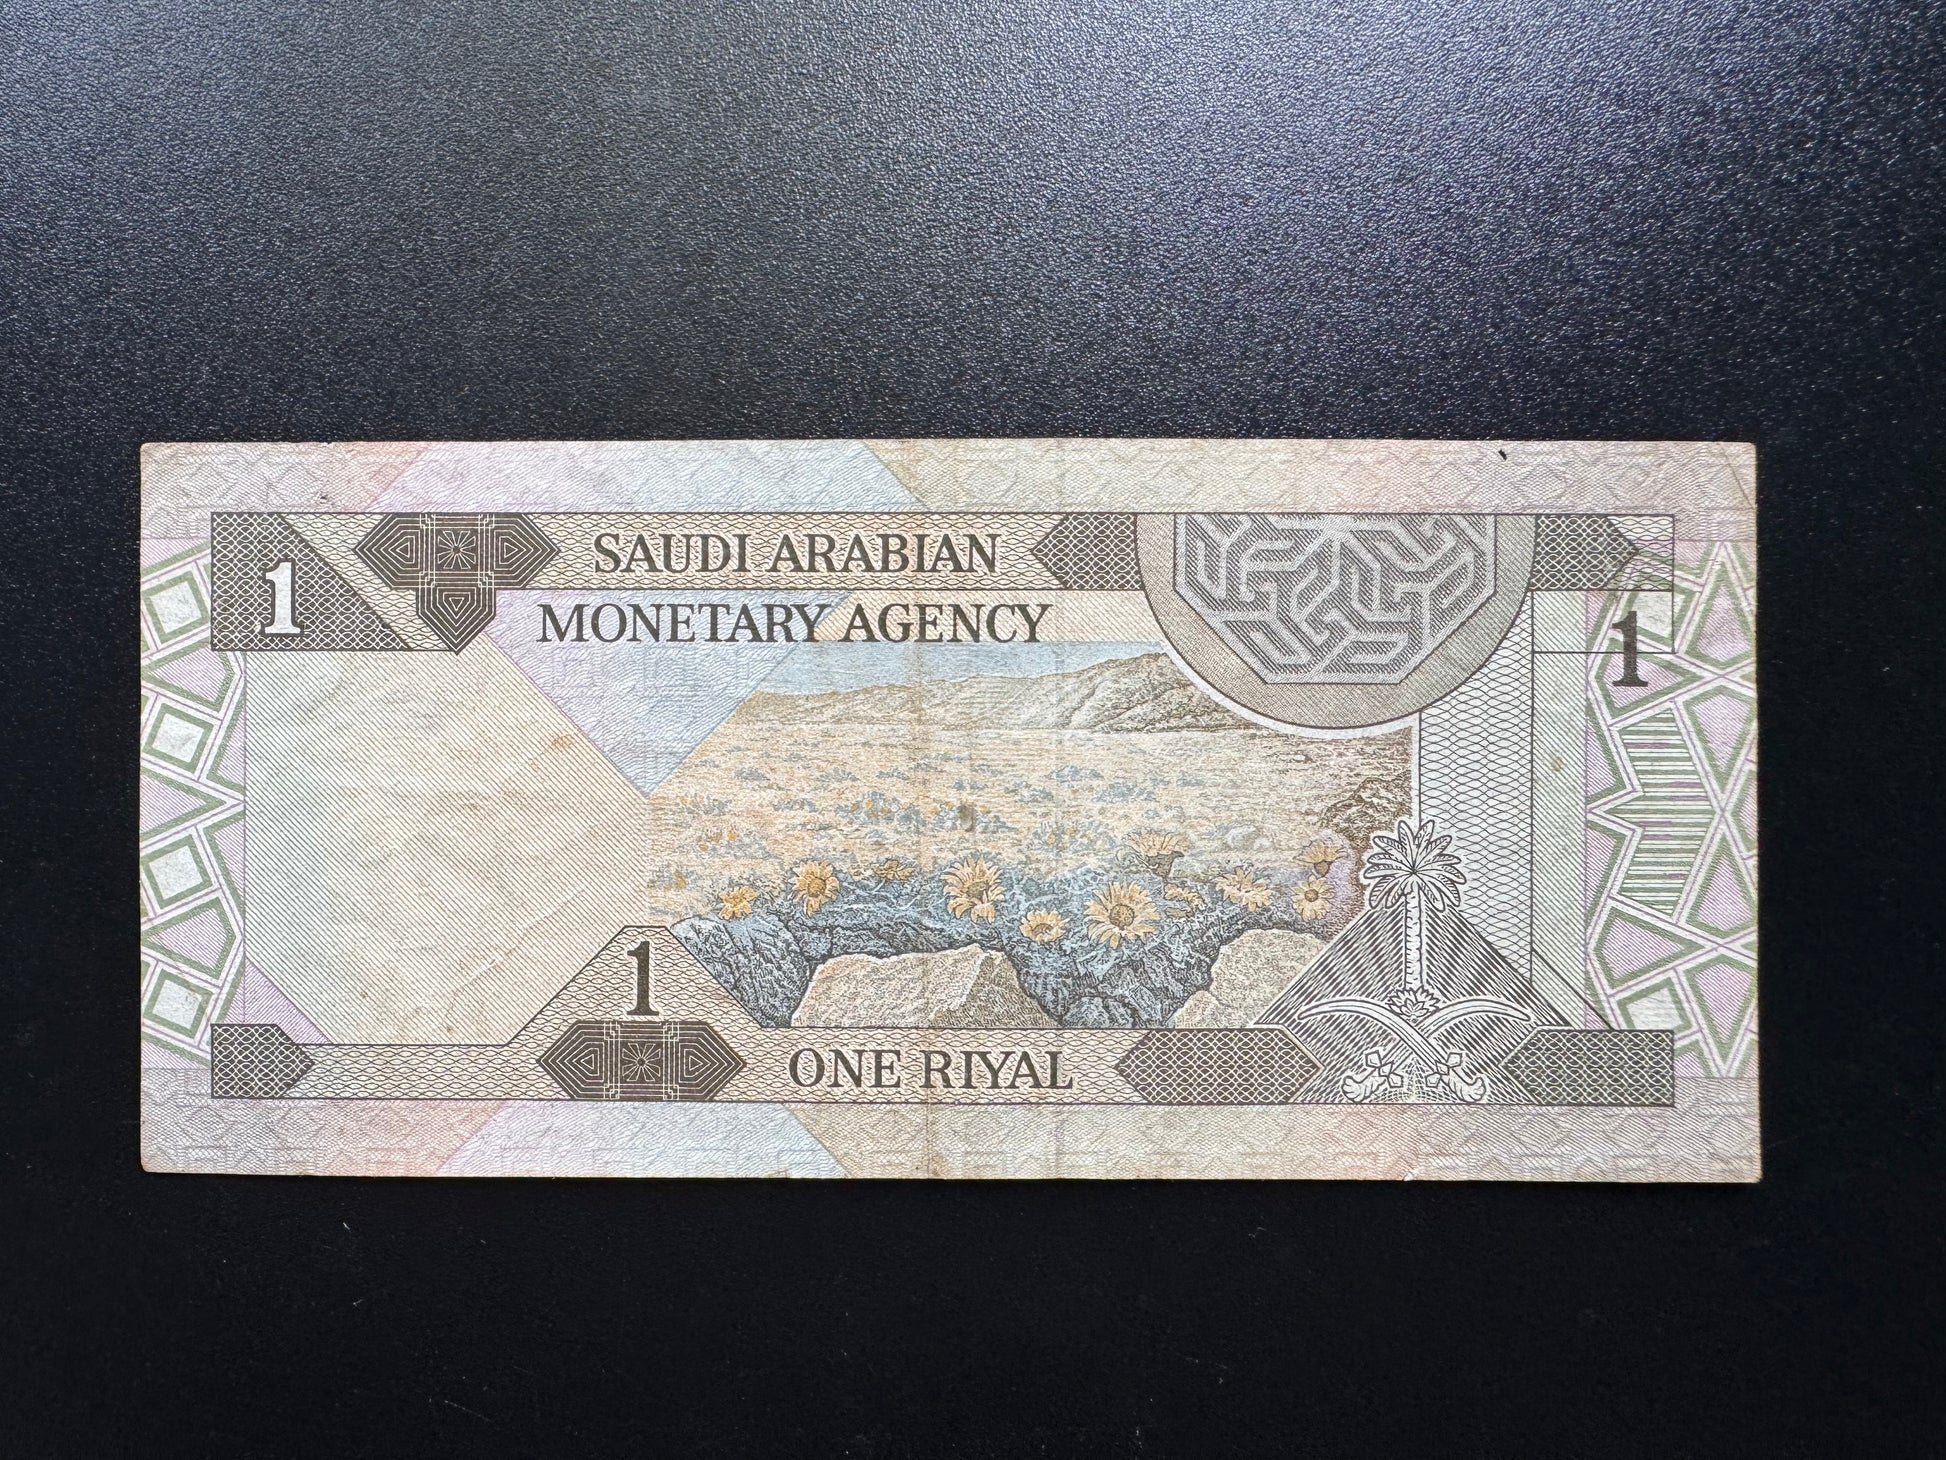 1
SAUDI ARABIAN
MONETARY AGENCY
1
1
ONE RIYAL